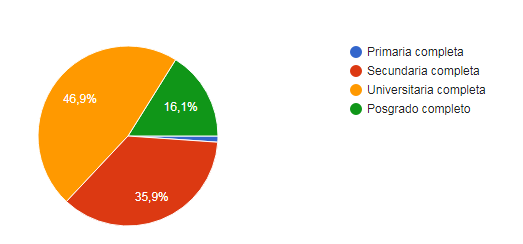 Primaria completa
Secundaria completa
Universitaria completa
Posgrado completo
46,9%
16,1%
35,9%